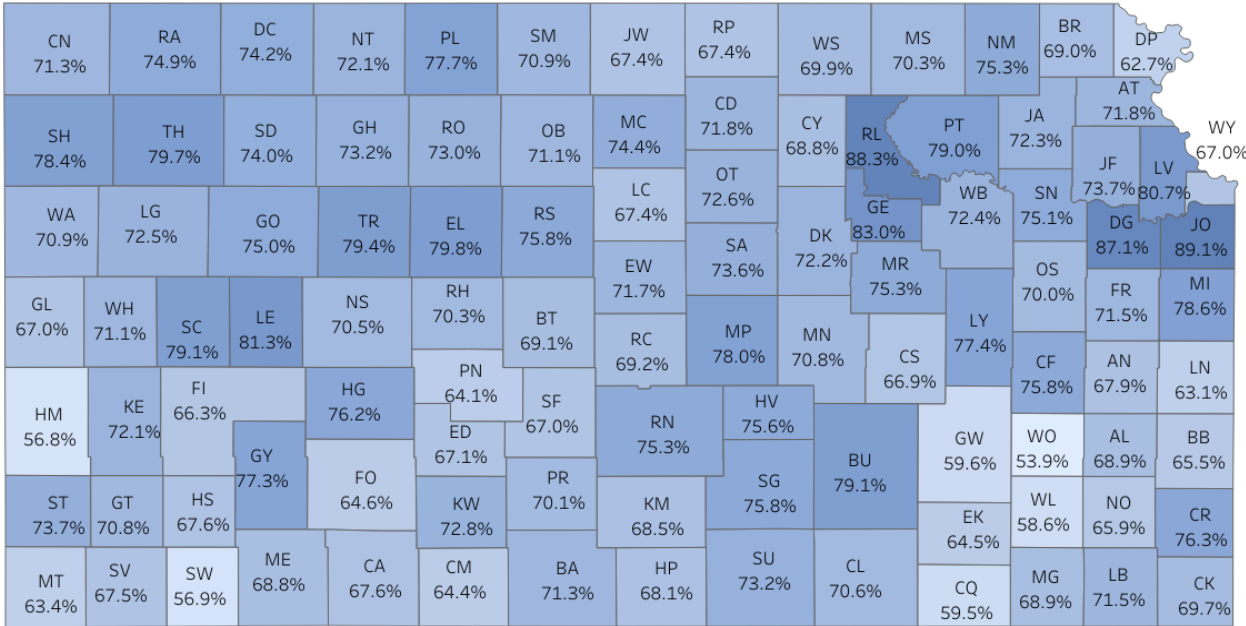 CN
71.3%
RA
74.9%
DC
74.2%
NT
72.1%
PL
77.7%
SM
70.9%
JW
67.4%
RP
67.4%
WS
69.9%
MS
70.3%
NM
75.3%
BR
69.0%
DP
62.7%
SH
78.4%
TH
79.7%
SD
74.0%
GH
73.2%
RO
73.0%
OB
71.1%
MC
74.4%
CD
71.8%
CY
68.8%
RL
88.3%
PT
79.0%
JA
72.3%
AT
71.8%
JF
73.7%
LV
80.7%
WY
67.0%
LC
67.4%
OT
72.6%
WA
70.9%
LG
72.5%
GO
75.0%
TR
79.4%
EL
79.8%
RS
75.8%
EW
71.7%
SA
73.6%
DK
72.2%
GE
83.0%
WB
72.4%
SN
75.1%
DG
87.1%
JO
89.1%
MR
75.3%
OS
70.0%
FR
71.5%
MI
78.6%
GL
67.0%
WH
71.1%
SC
79.1%
LE
81.3%
NS
70.5%
RH
70.3%
BT
69.1%
RC
69.2%
MP
78.0%
MN
70.8%
CS
66.9%
LY
77.4%
CF
75.8%
AN
67.9%
LN
63.1%
HM
56.8%
KE
72.1%
FI
66.3%
HG
76.2%
PN
64.1%
SF
67.0%
RN
75.3%
HV
75.6%
GY
77.3%
FO
64.6%
ED
67.1%
BU
79.1%
GW
59.6%
WO
53.9%
AL
68.9%
BB
65.5%
ST
73.7%
GT
70.8%
HS
67.6%
KW
72.8%
PR
70.1%
KM
68.5%
SG
75.8%
EK
64.5%
WL
58.6%
NO
65.9%
CR
76.3%
MT
63.4%
SV
67.5%
SW
56.9%
ME
68.8%
CA
67.6%
CM
64.4%
BA
71.3%
HP
68.1%
SU
73.2%
CL
70.6%
CQ
59.5%
MG
68.9%
LB
71.5%
CK
69.7%